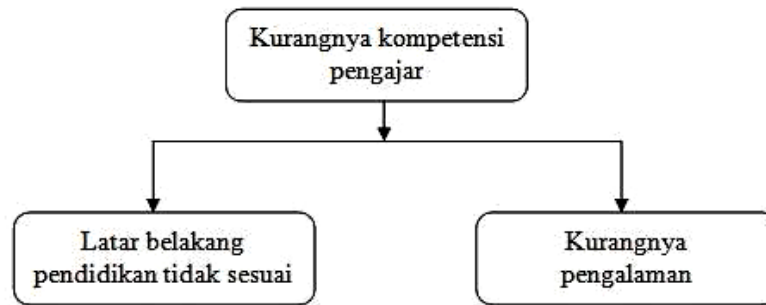 Kurangnya kompetensi
pengajar
Latar belakang
pendidikan tidak sesuai
Kurangnya
pengalaman